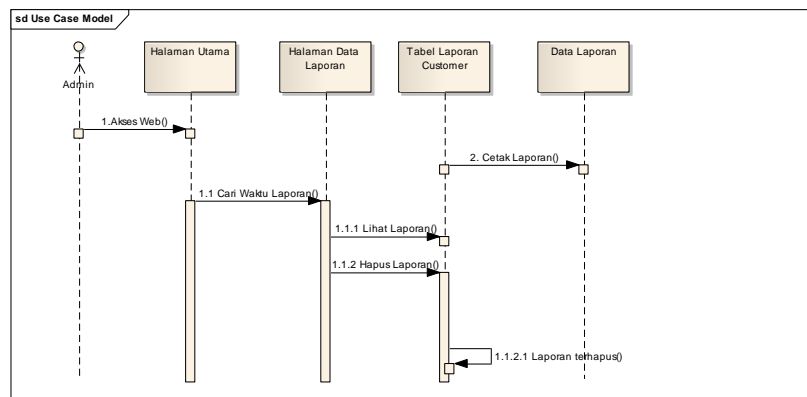 sd Use Case Model
Admin
Halaman Utama
Halaman Data
Laporan
Tabel Laporan
Customer
Data Laporan
1.Akses Web()
2. Cetak Laporan()
1.1 Cari Waktu Laporan()
1.1.1 Lihat Laporan()
1.1.2 Hapus Laporan()
1.1.2.1 Laporan terhapus()